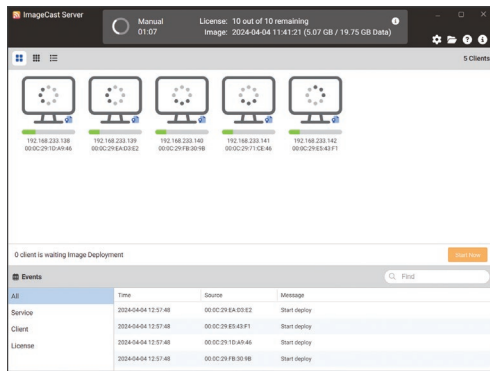 ImageCast Server
Manual
01:07
License: 10 out of 10 remaining
Image: 2024-04-04 11:41:21 (5.07 GB / 19.75 GB Data)
5 Clients
192.168.233.138
00:0C:29:1D:A9:46
192.168.233.139
00:0C:29:EA:D3:E2
192.168.233.140
00:0C:29:FB:30:9B
192.168.233.141
00:0C:29:71:CE:46
192.168.233.142
00:0C:29:E5:43:F1
0 client is waiting Image Deployment
Start Now
Events
Find
All
Service
Client
License
Time Source Message
2024-04-04 12:57:48 00:0C:29:EA:D3:E2 Start deploy
2024-04-04 12:57:48 00:0C:29:E5:43:F1 Start deploy
2024-04-04 12:57:48 00:0C:29:1D:A9:46 Start deploy
2024-04-04 12:57:48 00:0C:29:FB:30:9B Start deploy